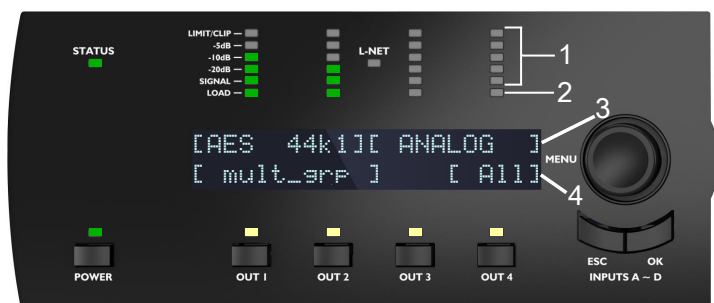 LIMIT/CLIP
-5dB
STATUS
L-NET
-10dB
-20dB
SIGNAL
LOAD
1
2
3
[AES 44k1][ ANALOG ]
MENU
[ mult_grp ] [ All]
4
ESC OK
POWER OUT 1 OUT 2 OUT 3 OUT 4 INPUTS A ~ D